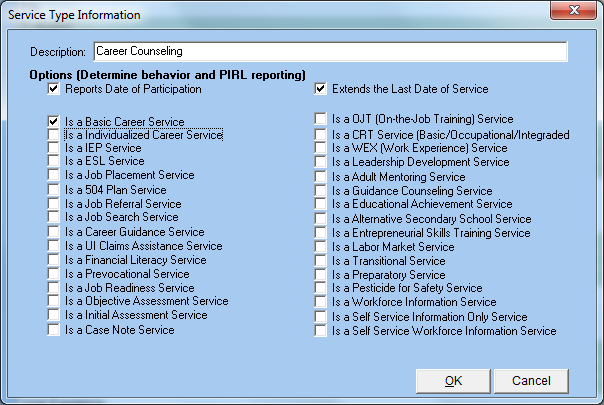 Service Type Information
Description: Career Counseling
Options (Determine behavior and PIRL reporting)
Reports Date of Participation
Extends the Last Date of Service
Is a Basic Career Service
Is a Individualized Career Service
Is a IEP Service
Is a ESL Service
Is a Job Placement Service
Is a 504 Plan Service
Is a Job Referral Service
Is a Job Search Service
Is a Career Guidance Service
Is a UI Claims Assistance Service
Is a Financial Literacy Service
Is a Prevocational Service
Is a Job Readiness Service
Is a Objective Assessment Service
Is a Initial Assessment Service
Is a Case Note Service
Is a OJT (On-the-Job Training) Service
Is a CRT Service (Basic/Occupational/Integraded
Is a WEX (Work Experience) Service
Is a Leadership Development Service
Is a Adult Mentoring Service
Is a Guidance Counseling Service
Is a Educational Achievement Service
Is a Alternative Secondary School Service
Is a Entrepreneurial Skills Training Service
Is a Labor Market Service
Is a Transitional Service
Is a Preparatory Service
Is a Pesticide for Safety Service
Is a Workforce Information Service
Is a Self Service Information Only Service
Is a Self Service Workforce Information Service
OK
Cancel